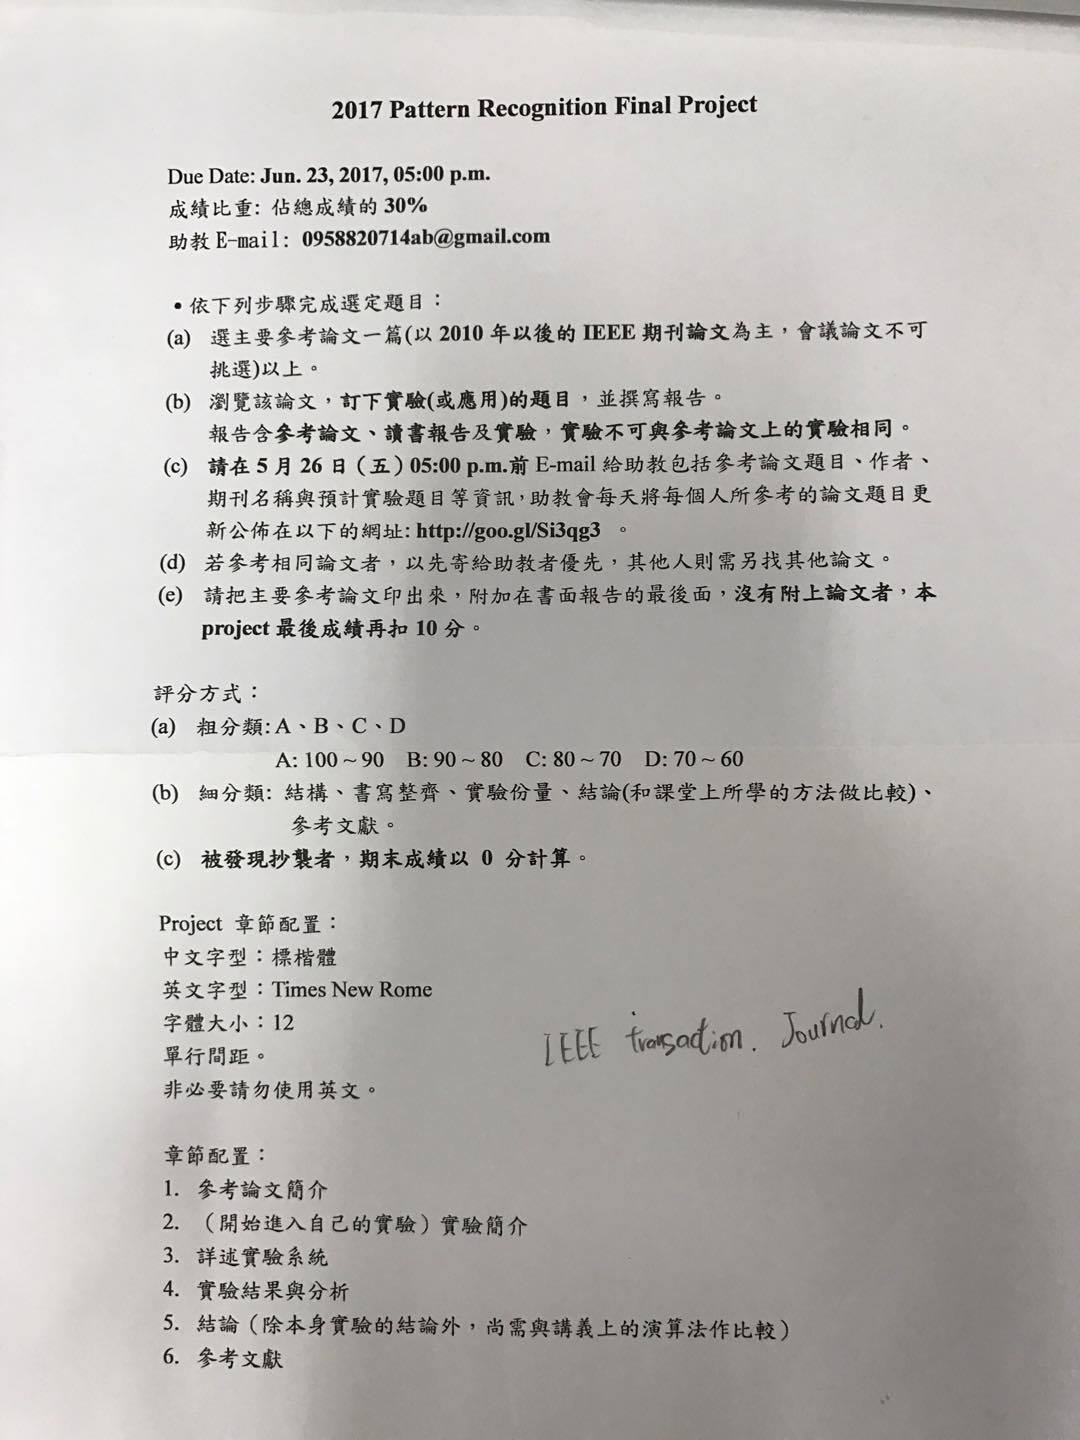 2017 Pattern Recognition Final Project
Due Date: Jun. 23, 2017, 05:00 p.m.
成績比重: 佔總成績的 30%
助教 E-mail: 0958820714ab@gmail.com
• 依下列步驟完成選定題目：
(a) 選主要參考論文一篇(以 2010 年以後的 IEEE 期刊論文為主，會議論文不可
挑選)以上。
(b) 瀏覽該論文，訂下實驗(或應用)的題目，並撰寫報告。
報告含參考論文、讀書報告及實驗，實驗不可與參考論文上的實驗相同。
(c) 請在 5 月 26 日（五）05:00 p.m.前 E-mail 給助教包括參考論文題目、作者、
期刊名稱與預計實驗題目等資訊，助教會每天將每個人所參考的論文題目更
新公佈在以下的網址: http://goo.gl/Si3qg3 。
(d) 若參考相同論文者，以先寄給助教者優先，其他人則需另找其他論文。
(e) 請把主要參考論文印出來，附加在書面報告的最後面，沒有附上論文者，本
project 最後成績再扣 10 分。
評分方式：
(a) 粗分類: A、B、C、D
A: 100 ~ 90 B: 90 ~ 80 C: 80 ~ 70 D: 70 ~ 60
(b) 細分類: 結構、書寫整齊、實驗份量、結論(和課堂上所學的方法做比較)、
參考文獻。
(c) 被發現抄襲者，期末成績以 0 分計算。
Project 章節配置：
中文字型：標楷體
英文字型：Times New Rome
字體大小：12
單行間距。
非必要請勿使用英文。
IEEE transaction. Journal.
章節配置：
1. 參考論文簡介
2. （開始進入自己的實驗）實驗簡介
3. 詳述實驗系統
4. 實驗結果與分析
5. 結論（除本身實驗的結論外，尚需與講義上的演算法作比較）
6. 參考文獻